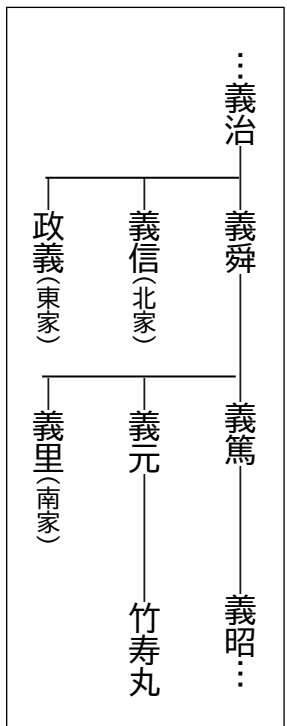 …義治
義舜
義信(北家)
政義(東家)
義篤
義元
義里(南家)
義昭…
竹寿丸